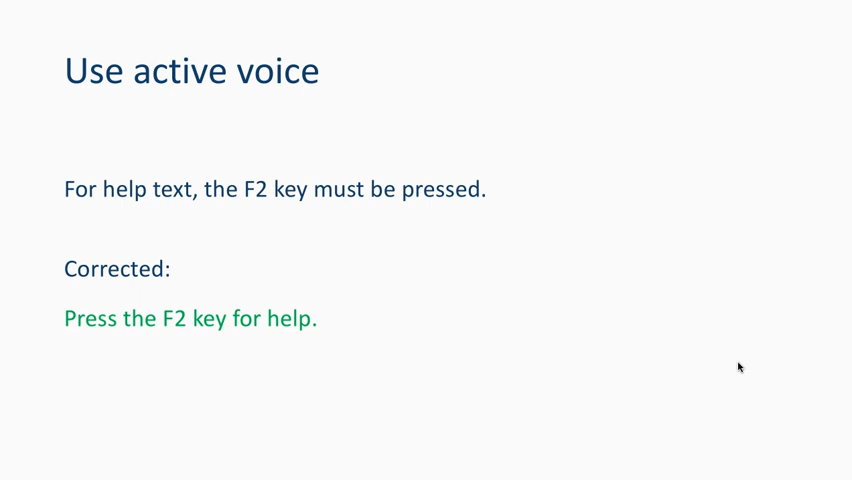 Use active voice
For help text, the F2 key must be pressed.
Corrected:
Press the F2 key for help.